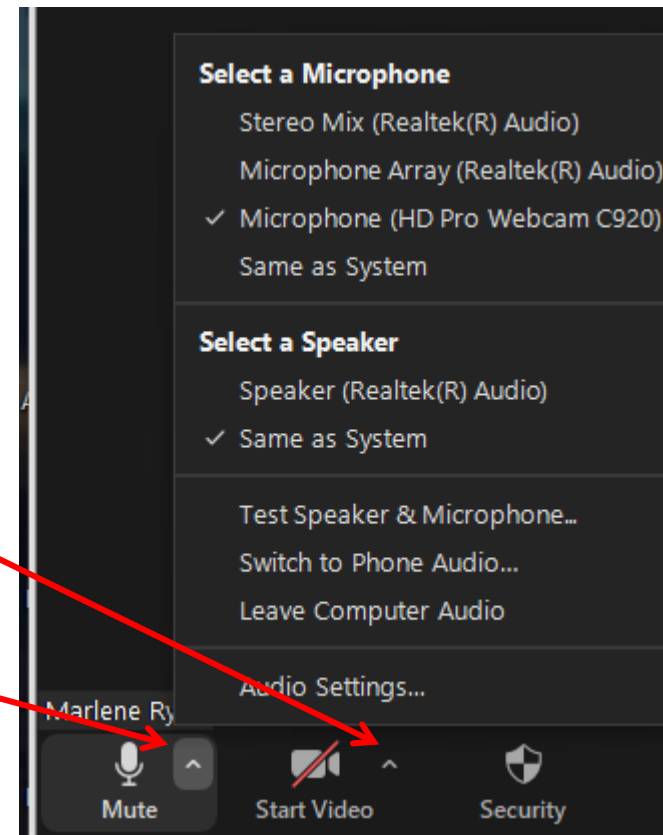 Select a Microphone
Stereo Mix (Realtek(R) Audio)
Microphone Array (Realtek(R) Audio)
✓ Microphone (HD Pro Webcam C920)
Same as System
Select a Speaker
Speaker (Realtek(R) Audio)
✓ Same as System
Test Speaker & Microphone...
Switch to Phone Audio...
Leave Computer Audio
Audio Settings...
Marlene Ry
Mute
Start Video
Security